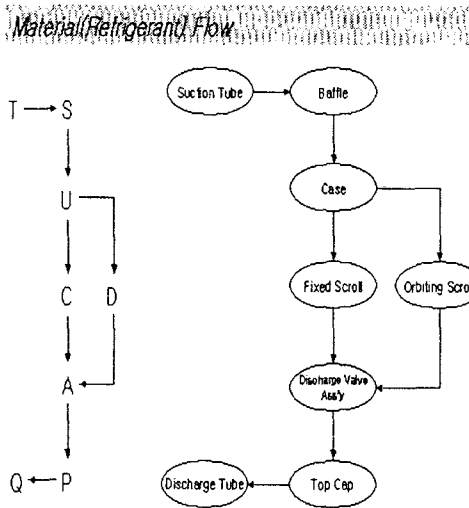 Material(Refrigerant) Flow
Suction Tube
Baffle
T
S
Case
U
Fixed Scroll
Orbiting Scro
C
D
Discharge Valve
Ass'y
A
Discharge Tube
Top Cap
Q
P